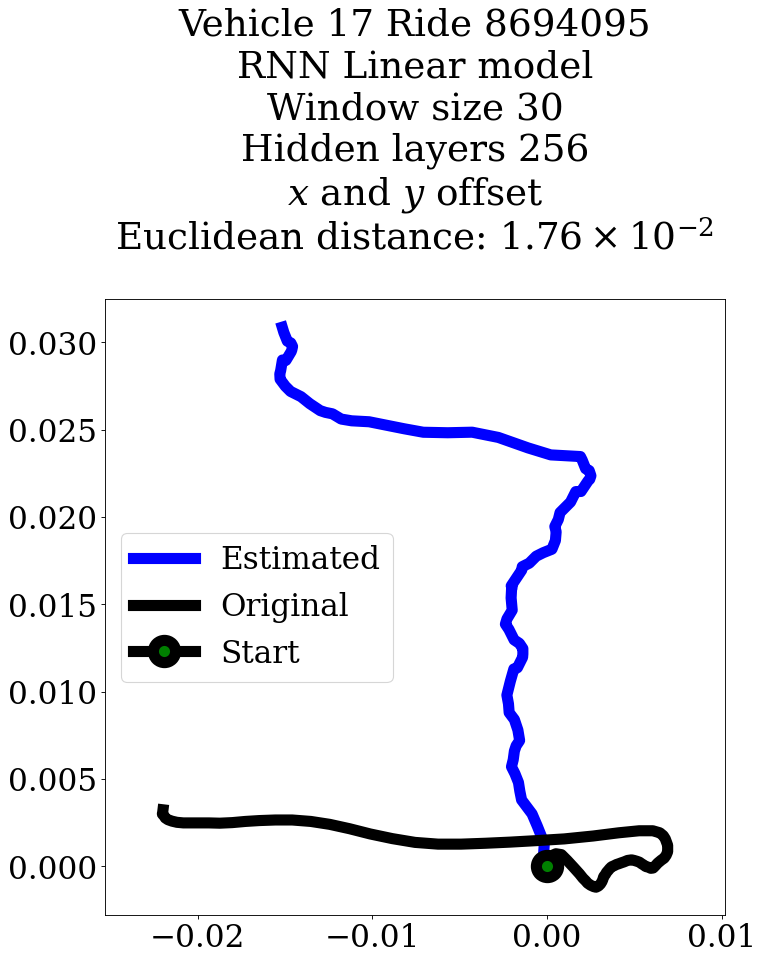 Vehicle 17 Ride 8694095
RNN Linear model
Window size 30
Hidden layers 256
x and y offset
Euclidean distance: 1.76 × 10⁻²
0.030
0.025
0.020
0.015
0.010
0.005
0.000
Estimated
Original
Start
−0.02 −0.01 0.00 0.01